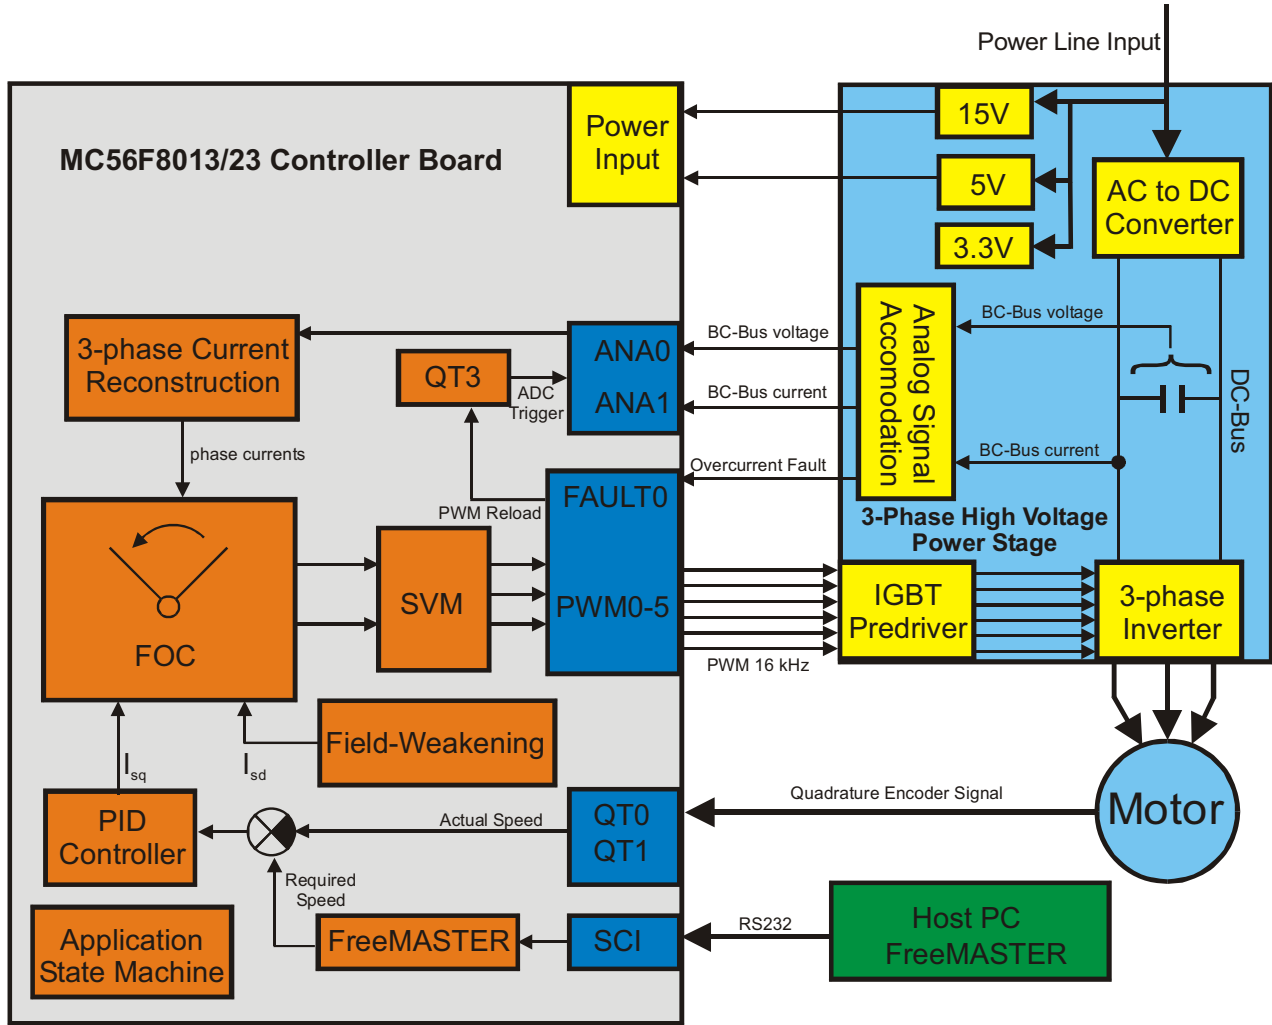 Power Line Input
MC56F8013/23 Controller Board
Power
Input
15V
5V
3.3V
AC to DC
Converter
3-phase Current
Reconstruction
QT3
ADC
Trigger
ANA0
ANA1
BC-Bus voltage
BC-Bus current
Overcurrent Fault
Analog Signal
Accomodation
BC-Bus voltage
BC-Bus current
DC-Bus
phase currents
PWM Reload
FAULT0
PWM0-5
3-Phase High Voltage
Power Stage
FOC
SVM
PWM 16 kHz
IGBT
Predriver
3-phase
Inverter
Isq
Isd
Field-Weakening
PID
Controller
Actual Speed
QT0
QT1
Quadrature Encoder Signal
Motor
Required
Speed
Application
State Machine
FreeMASTER
SCI
RS232
Host PC
FreeMASTER